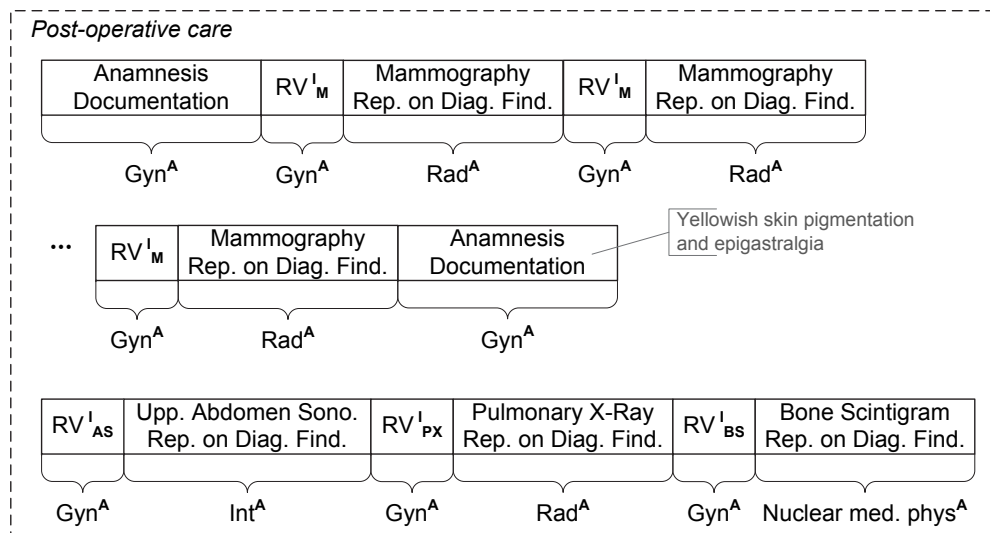 Post-operative care
Anamnesis Documentation RV I M Mammography Rep. on Diag. Find. RV I M Mammography Rep. on Diag. Find.
Gyn A Gyn A Rad A Gyn A Rad A
... RV I M Mammography Rep. on Diag. Find. Anamnesis Documentation
Yellowish skin pigmentation
and epigastralgia
Gyn A Rad A Gyn A
RV I AS Upp. Abdomen Sono. Rep. on Diag. Find. RV I PX Pulmonary X-Ray Rep. on Diag. Find. RV I BS Bone Scintigram Rep. on Diag. Find.
Gyn A Int A Gyn A Rad A Gyn A Nuclear med. phys A